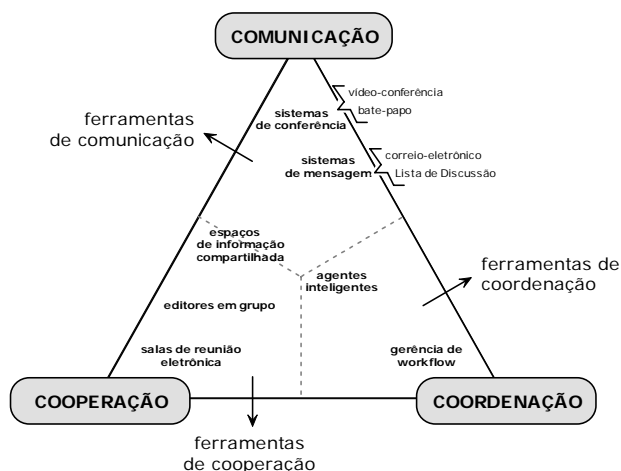 COMUNICAÇÃO
vídeo-conferência
bate-papo
sistemas
de conferência
ferramentas
de comunicação
correio-eletrônico
Lista de Discussão
sistemas
de mensagem
espaços
de informação
compartilhada
agentes
inteligentes
ferramentas de
coordenação
editores em grupo
salas de reunião
eletrônica
gerência de
workflow
COOPERAÇÃO
COORDENAÇÃO
ferramentas
de cooperação